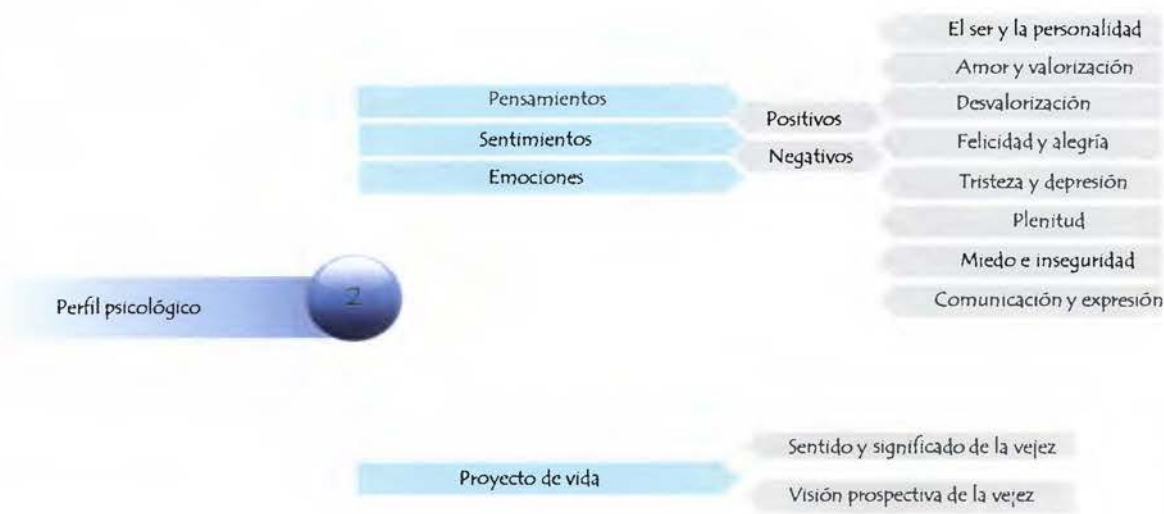 El ser y la personalidad
Amor y valorización
Pensamientos
Desvalorización
Positivos
Sentimientos
Felicidad y alegría
Negativos
Emociones
Tristeza y depresión
Plenitud
Miedo e inseguridad
Perfil psicológico
2
Comunicación y expresión
Sentido y significado de la vejez
Proyecto de vida
Visión prospectiva de la vejez